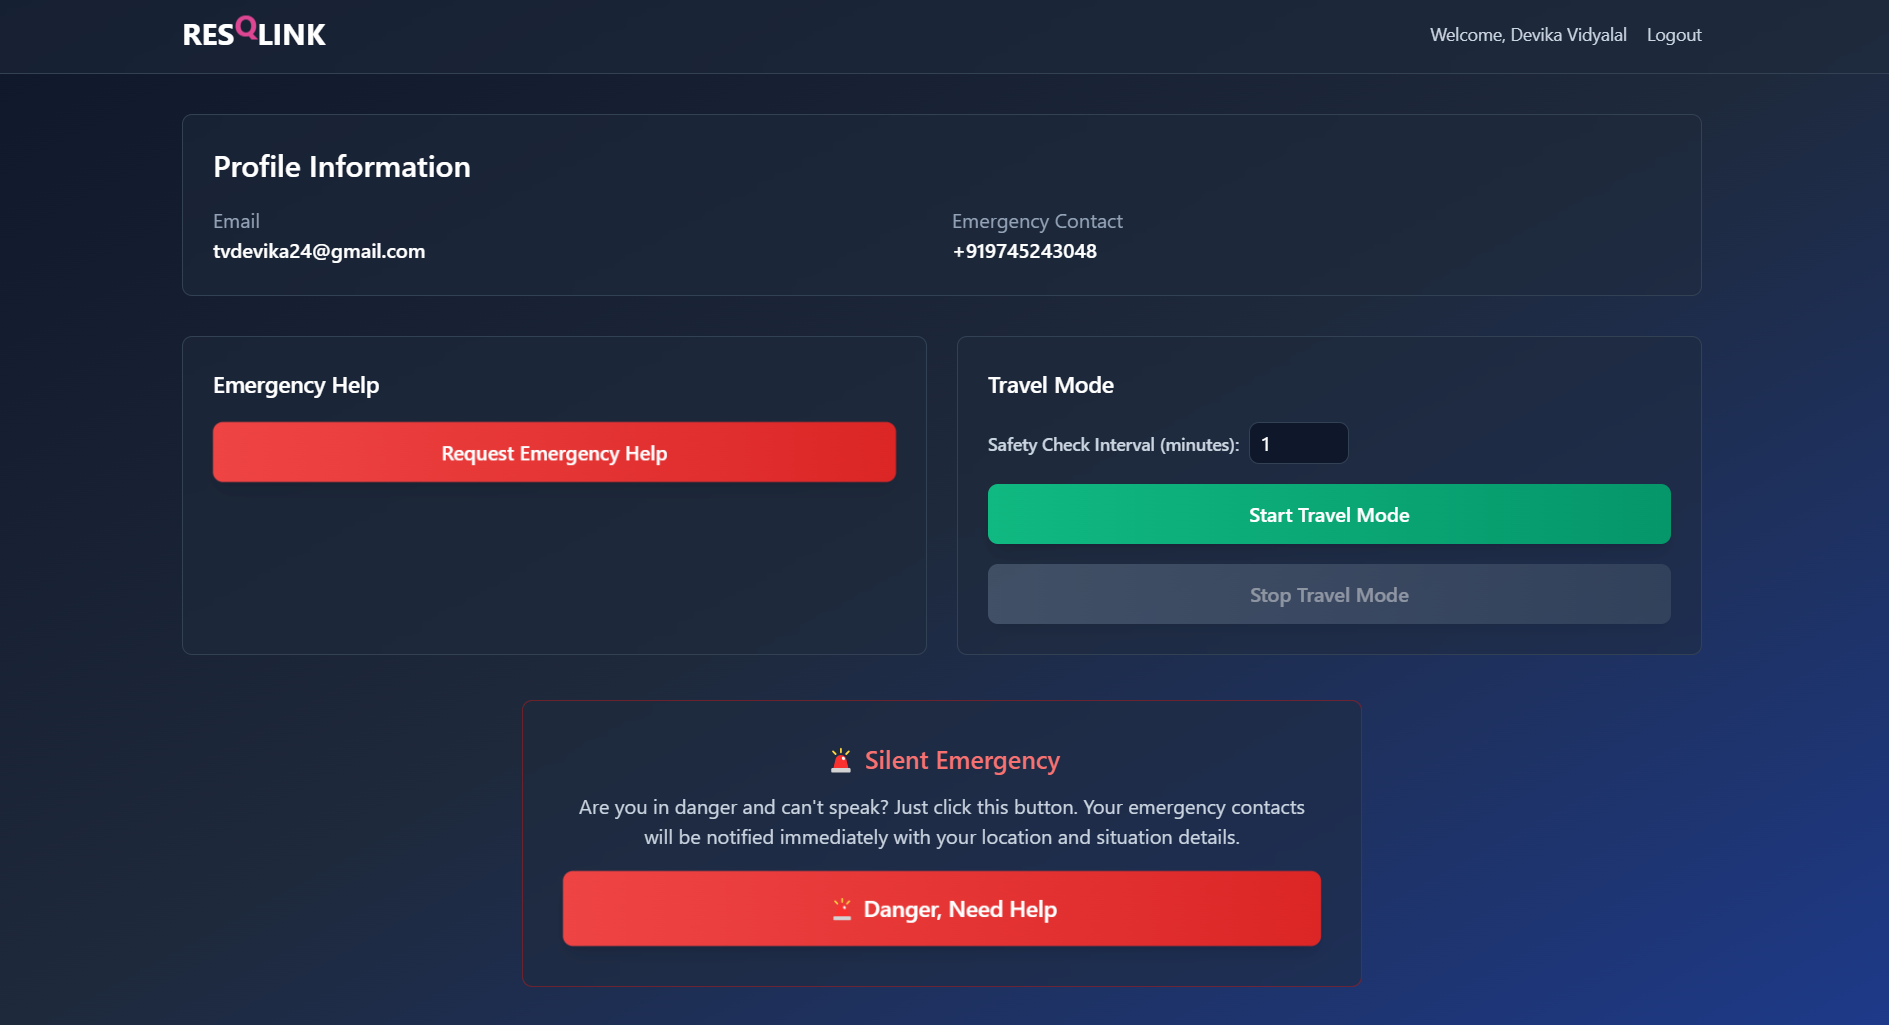 RESQLINK
Welcome, Devika Vidyalal Logout
Profile Information
Email
tvdevika24@gmail.com
Emergency Contact
+919745243048
Emergency Help
Request Emergency Help
Travel Mode
Safety Check Interval (minutes): 1
Start Travel Mode
Stop Travel Mode
Silent Emergency
Are you in danger and can't speak? Just click this button. Your emergency contacts
will be notified immediately with your location and situation details.
Danger, Need Help